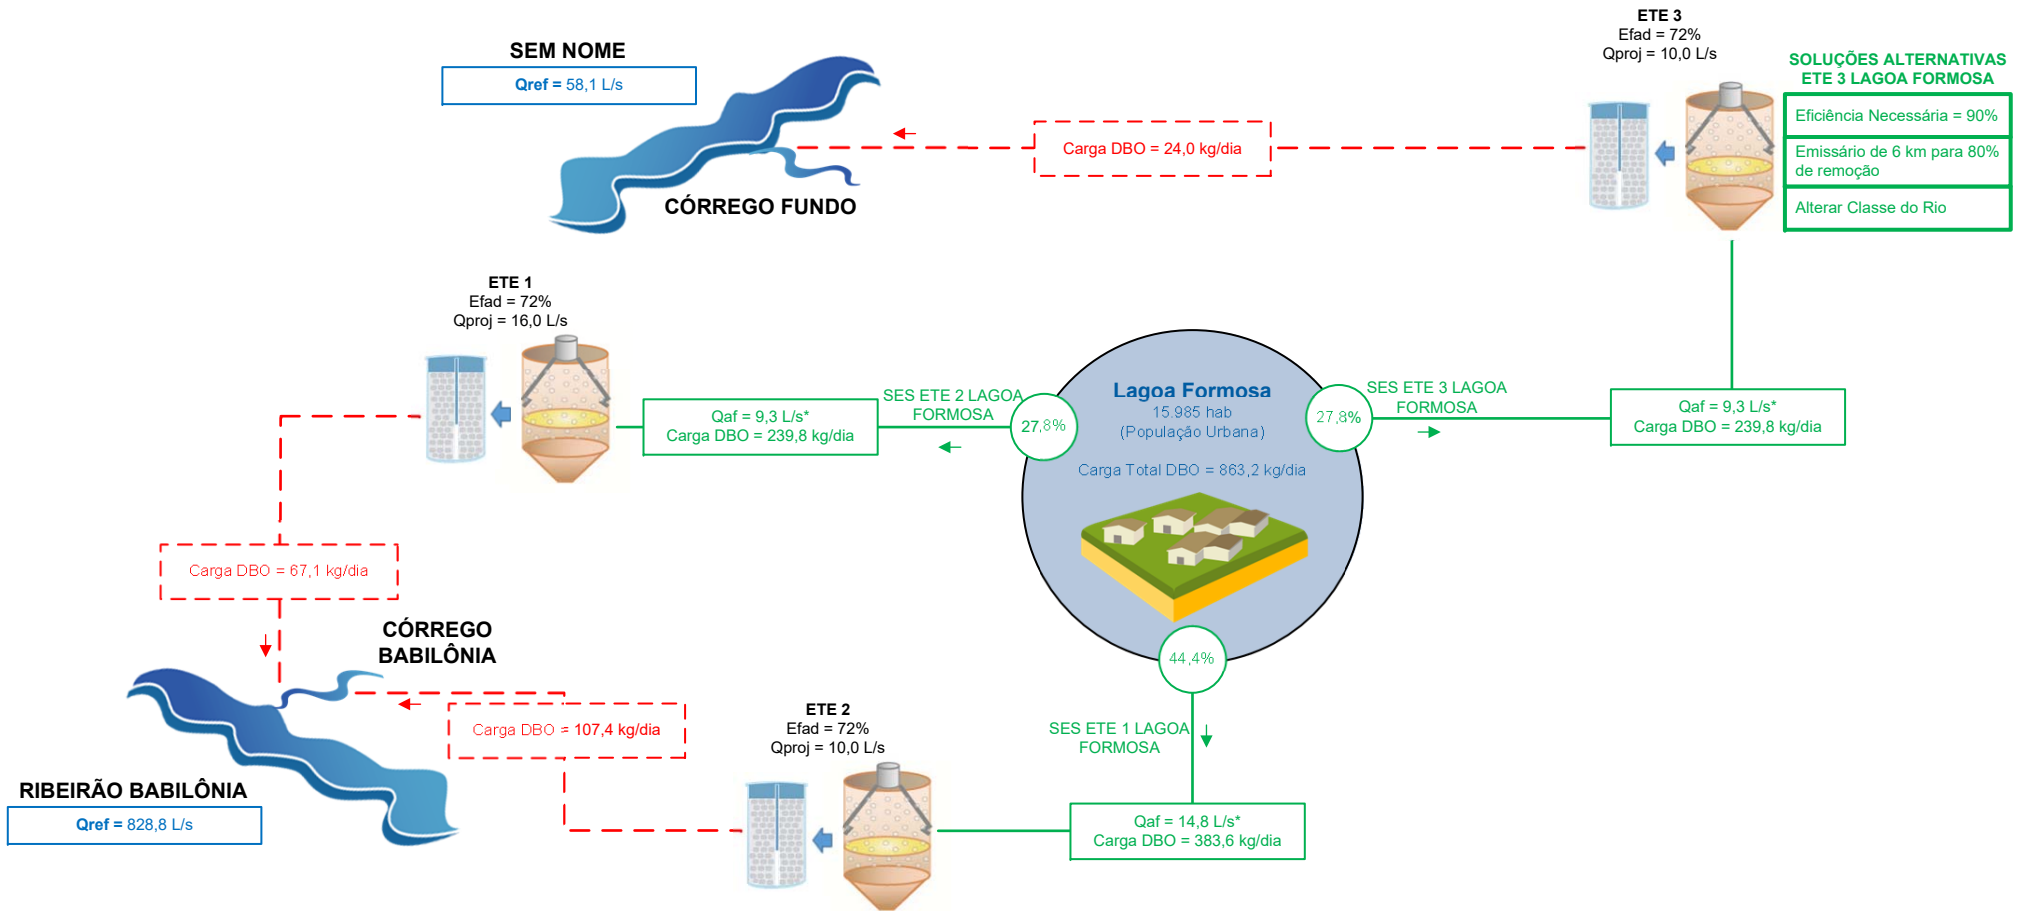 ETE 3
Efad = 72%
Qproj = 10,0 L/s
SEM NOME
Qref = 58,1 L/s
SOLUÇÕES ALTERNATIVAS
ETE 3 LAGOA FORMOSA
Eficiência Necessária = 90%
Emissário de 6 km para 80%
de remoção
Alterar Classe do Rio
Carga DBO = 24,0 kg/dia
CÓRREGO FUNDO
ETE 1
Efad = 72%
Qproj = 16,0 L/s
Qaf = 9,3 L/s*
Carga DBO = 239,8 kg/dia
SES ETE 2 LAGOA
FORMOSA
27,8%
Lagoa Formosa
15.985 hab
(População Urbana)
Carga Total DBO = 863,2 kg/dia
27,8%
SES ETE 3 LAGOA
FORMOSA
Qaf = 9,3 L/s*
Carga DBO = 239,8 kg/dia
Carga DBO = 67,1 kg/dia
CÓRREGO
BABILÔNIA
44,4%
SES ETE 1 LAGOA
FORMOSA
Carga DBO = 107,4 kg/dia
ETE 2
Efad = 72%
Qproj = 10,0 L/s
RIBEIRÃO BABILÔNIA
Qref = 828,8 L/s
Qaf = 14,8 L/s*
Carga DBO = 383,6 kg/dia